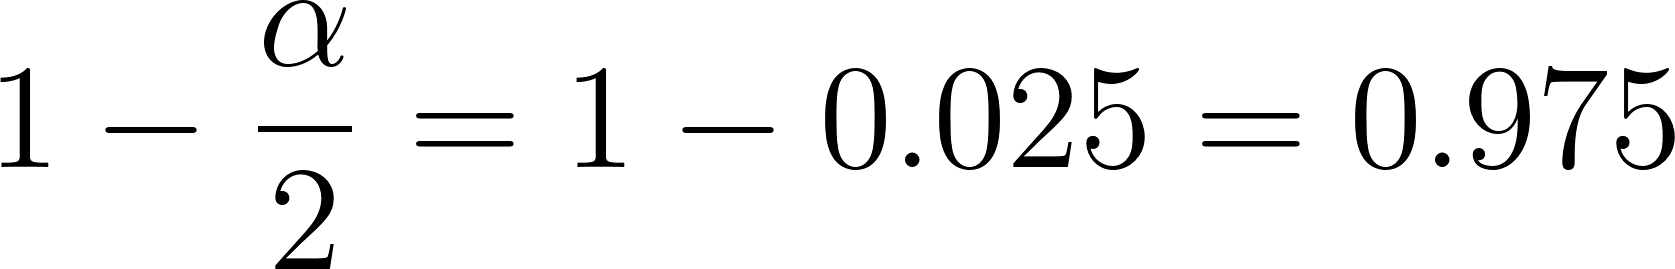 1 − α/2 = 1 − 0.025 = 0.975